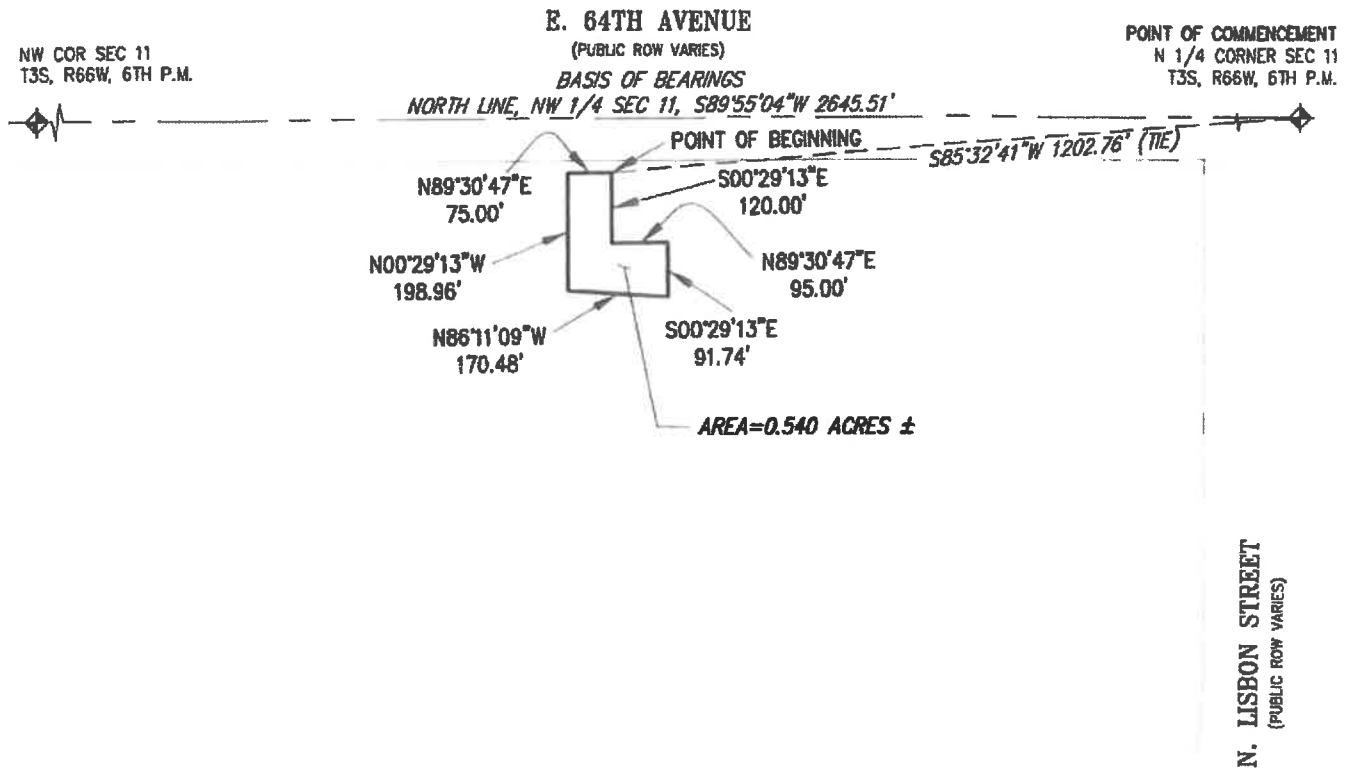 E. 64TH AVENUE
(PUBLIC ROW VARIES)
NW COR SEC 11
T3S, R66W, 6TH P.M.
POINT OF COMMENCEMENT
N 1/4 CORNER SEC 11
T3S, R66W, 6TH P.M.
BASIS OF BEARINGS
NORTH LINE, NW 1/4 SEC 11, S89°55'04"W 2645.51'
POINT OF BEGINNING
S85°32'41"W 1202.76' (TIE)
N89°30'47"E
75.00'
S00°29'13"E
120.00'
N00°29'13"W
198.96'
N89°30'47"E
95.00'
N86°11'09"W
170.48'
S00°29'13"E
91.74'
AREA=0.540 ACRES ±
N. LISBON STREET
(PUBLIC ROW VARIES)